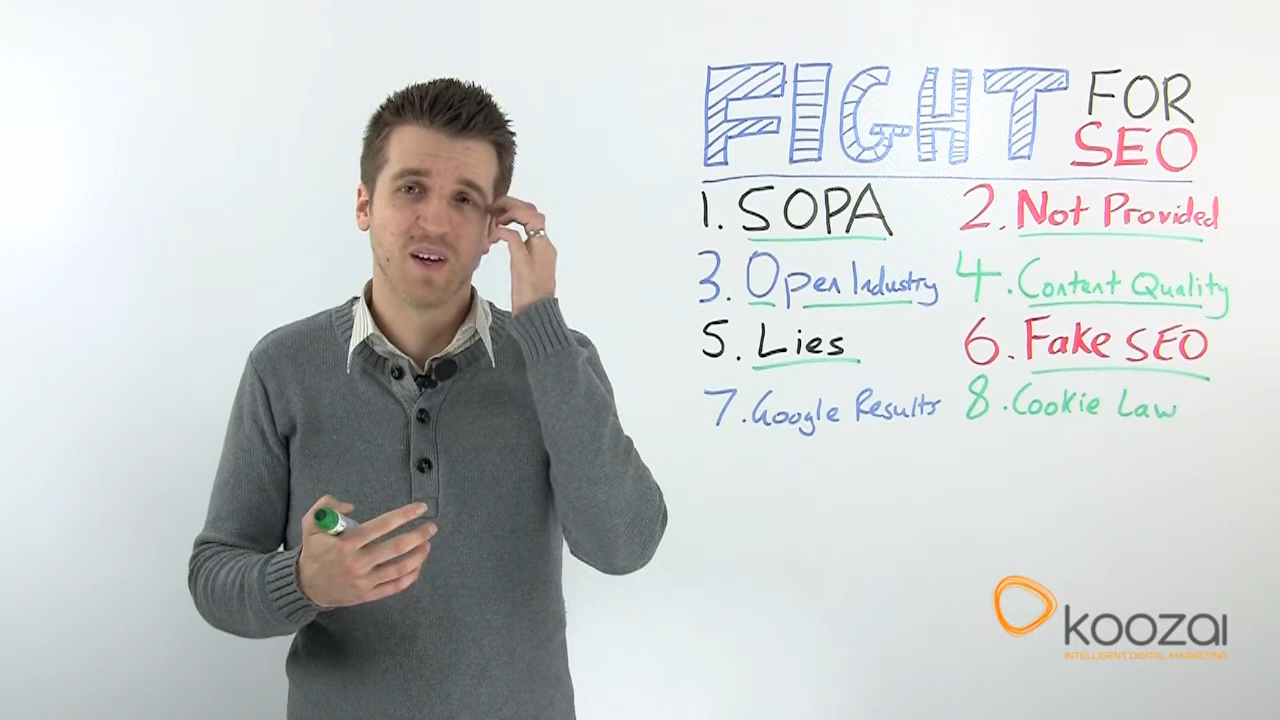 FIGHT FOR SEO
1. SOPA
2. Not Provided
3. Open Industry
4. Content Quality
5. Lies
6. Fake SEO
7. Google Results
8. Cookie Law
koozai
INTELLIGENT DIGITAL MARKETING